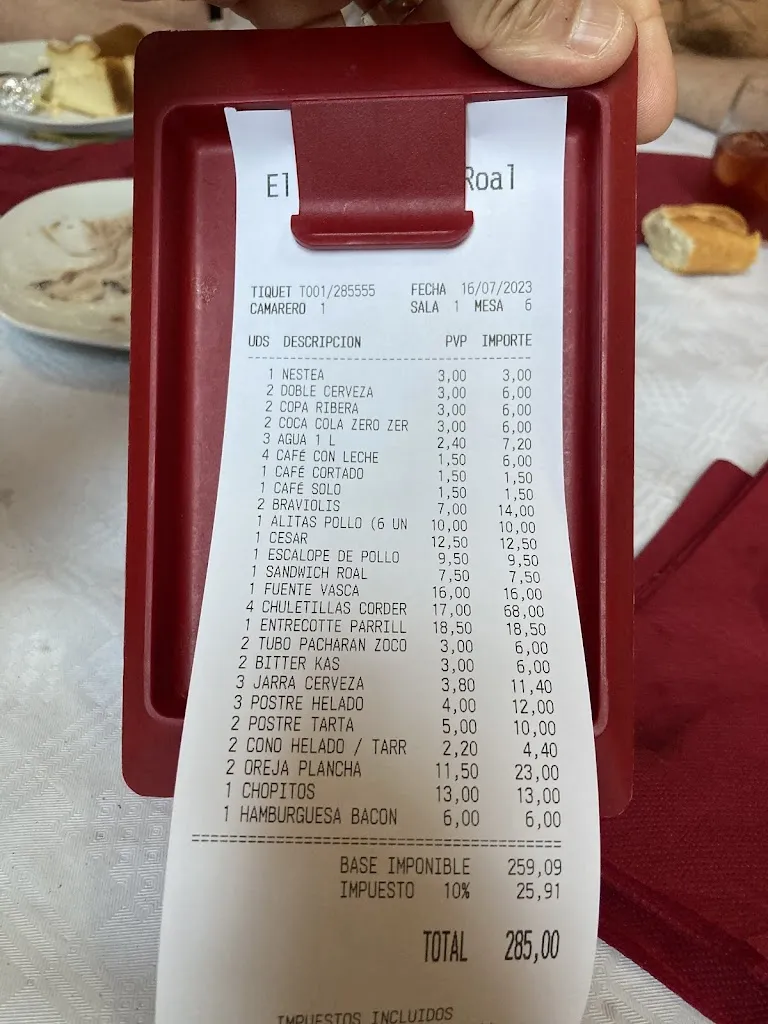 El Roal
TIQUET T001/285555 FECHA 16/07/2023
CAMARERO 1 SALA 1 MESA 6
UDS DESCRIPCION PVP IMPORTE
1 NESTEA 3,00 3,00
2 DOBLE CERVEZA 3,00 6,00
2 COPA RIBERA 3,00 6,00
2 COCA COLA ZERO ZER 3,00 6,00
3 AGUA 1 L 2,40 7,20
4 CAFÉ CON LECHE 1,50 6,00
1 CAFÉ CORTADO 1,50 1,50
1 CAFÉ SOLO 1,50 1,50
2 BRAVIOLIS 7,00 14,00
1 ALITAS POLLO (6 UN 10,00 10,00
1 CESAR 12,50 12,50
1 ESCALOPE DE POLLO 9,50 9,50
1 SANDWICH ROAL 7,50 7,50
1 FUENTE VASCA 16,00 16,00
4 CHULETILLAS CORDER 17,00 68,00
1 ENTRECOTTE PARRILL 18,50 18,50
2 TUBO PACHARAN ZOCO 3,00 6,00
2 BITTER KAS 3,00 6,00
3 JARRA CERVEZA 3,80 11,40
3 POSTRE HELADO 4,00 12,00
2 POSTRE TARTA 5,00 10,00
2 CONO HELADO / TARR 2,20 4,40
2 OREJA PLANCHA 11,50 23,00
1 CHOPITOS 13,00 13,00
1 HAMBURGUESA BACON 6,00 6,00
BASE IMPONIBLE 259,09
IMPUESTO 10% 25,91
TOTAL 285,00
IMPUESTOS INCLUIDOS